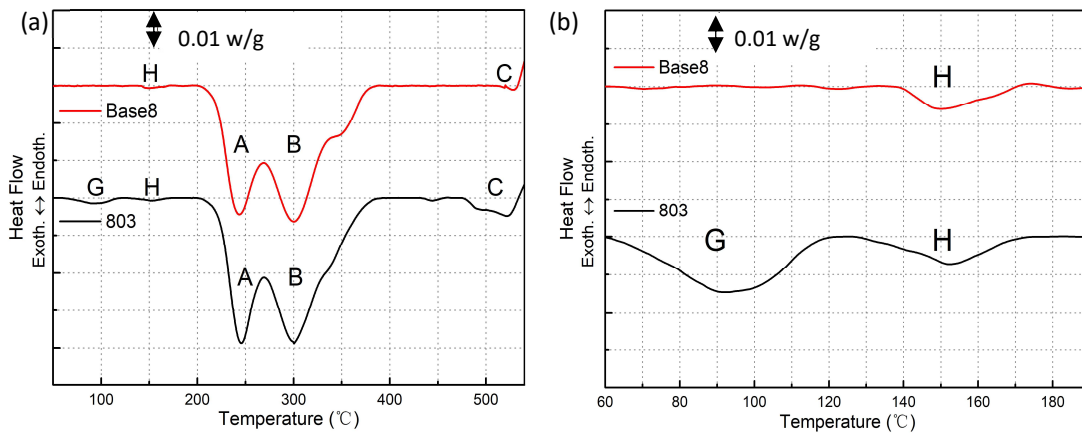 (a)
0.01 w/g
H
C
Base8
A
B
G
H
C
803
A
B
Heat Flow
Exoth. ↔ Endoth.
50
100
200
300
400
500
Temperature (℃)
(b)
0.01 w/g
Base8
H
803
G
H
Heat Flow
Exoth. ↔ Endoth.
60
80
100
120
140
160
180
Temperature (℃)